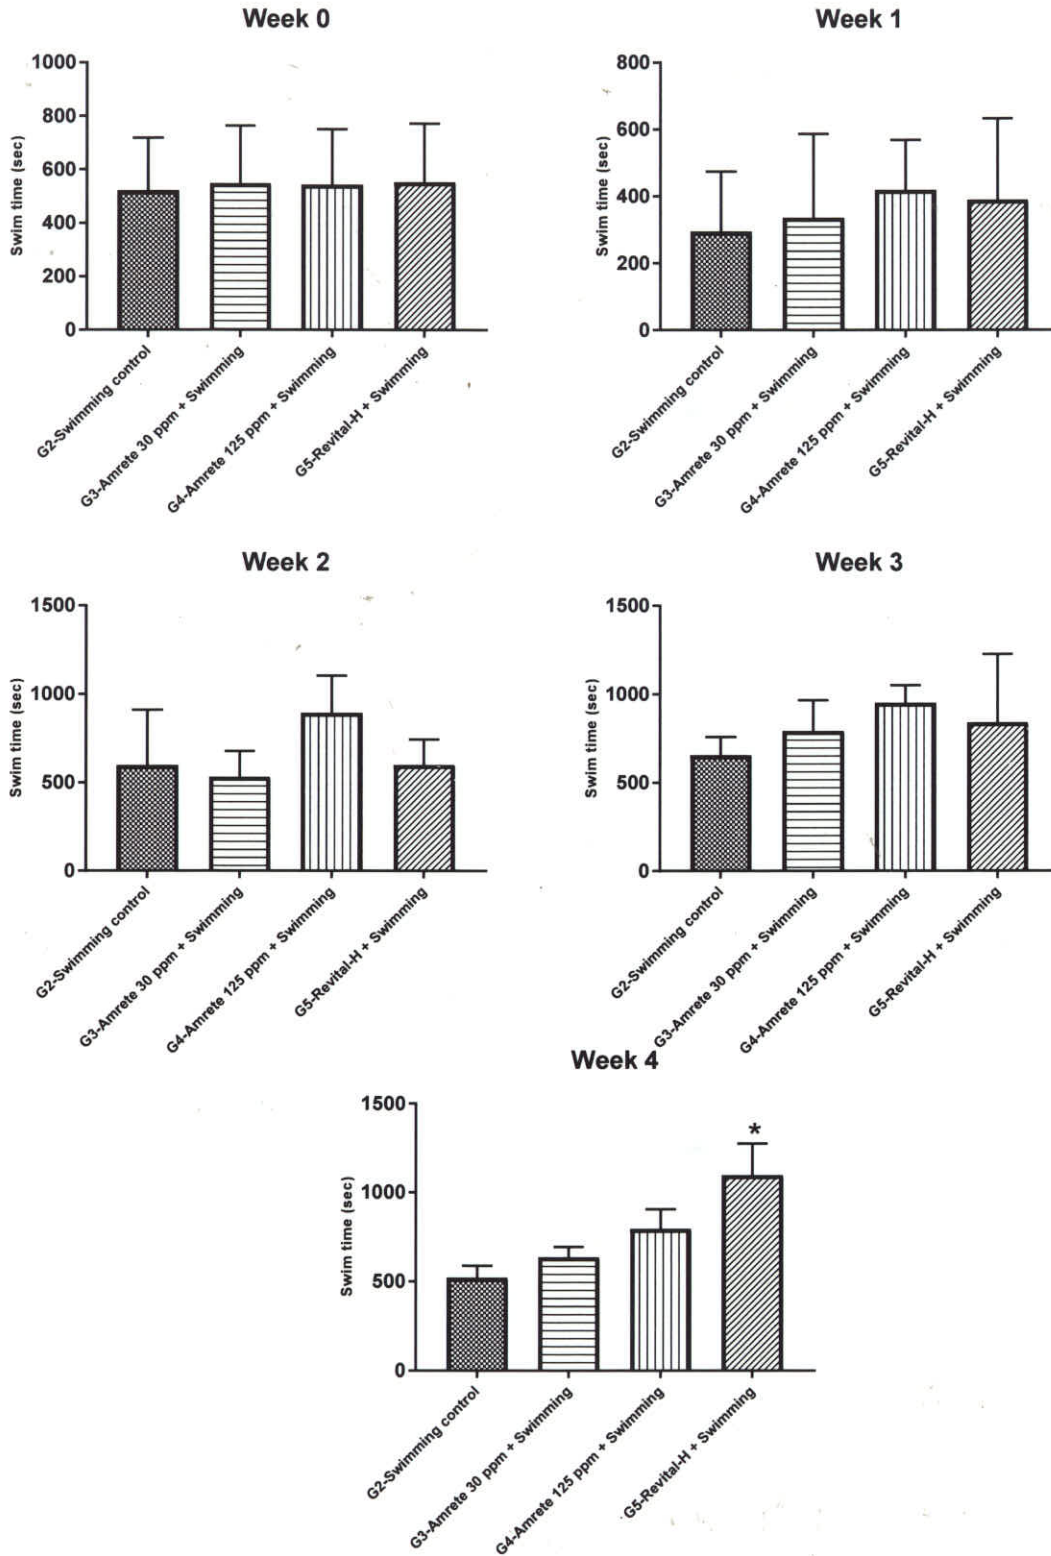 Week 0
Swim time (sec)
1000
800
600
400
200
0
G2-Swimming control
G3-Amrete 30 ppm + Swimming
G4-Amrete 125 ppm + Swimming
G5-Revital-H + Swimming
Week 1
Swim time (sec)
800
600
400
200
0
G2-Swimming control
G3-Amrete 30 ppm + Swimming
G4-Amrete 125 ppm + Swimming
G5-Revital-H + Swimming
Week 2
Swim time (sec)
1500
1000
500
0
G2-Swimming control
G3-Amrete 30 ppm + Swimming
G4-Amrete 125 ppm + Swimming
G5-Revital-H + Swimming
Week 3
Swim time (sec)
1500
1000
500
0
G2-Swimming control
G3-Amrete 30 ppm + Swimming
G4-Amrete 125 ppm + Swimming
G5-Revital-H + Swimming
Week 4
Swim time (sec)
1500
1000
500
0
*
G2-Swimming control
G3-Amrete 30 ppm + Swimming
G4-Amrete 125 ppm + Swimming
G5-Revital-H + Swimming